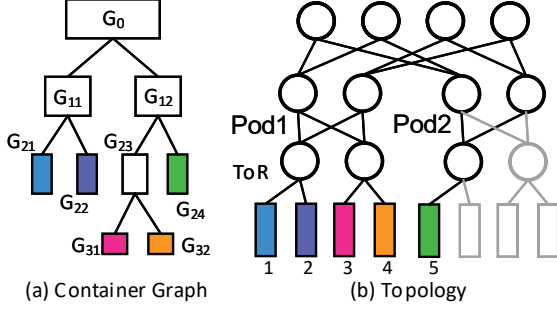 G0
G11
G12
G21
G23
G22
G24
G31
G32
(a) Container Graph
Pod1
Pod2
ToR
1 2 3 4 5
(b) Topology